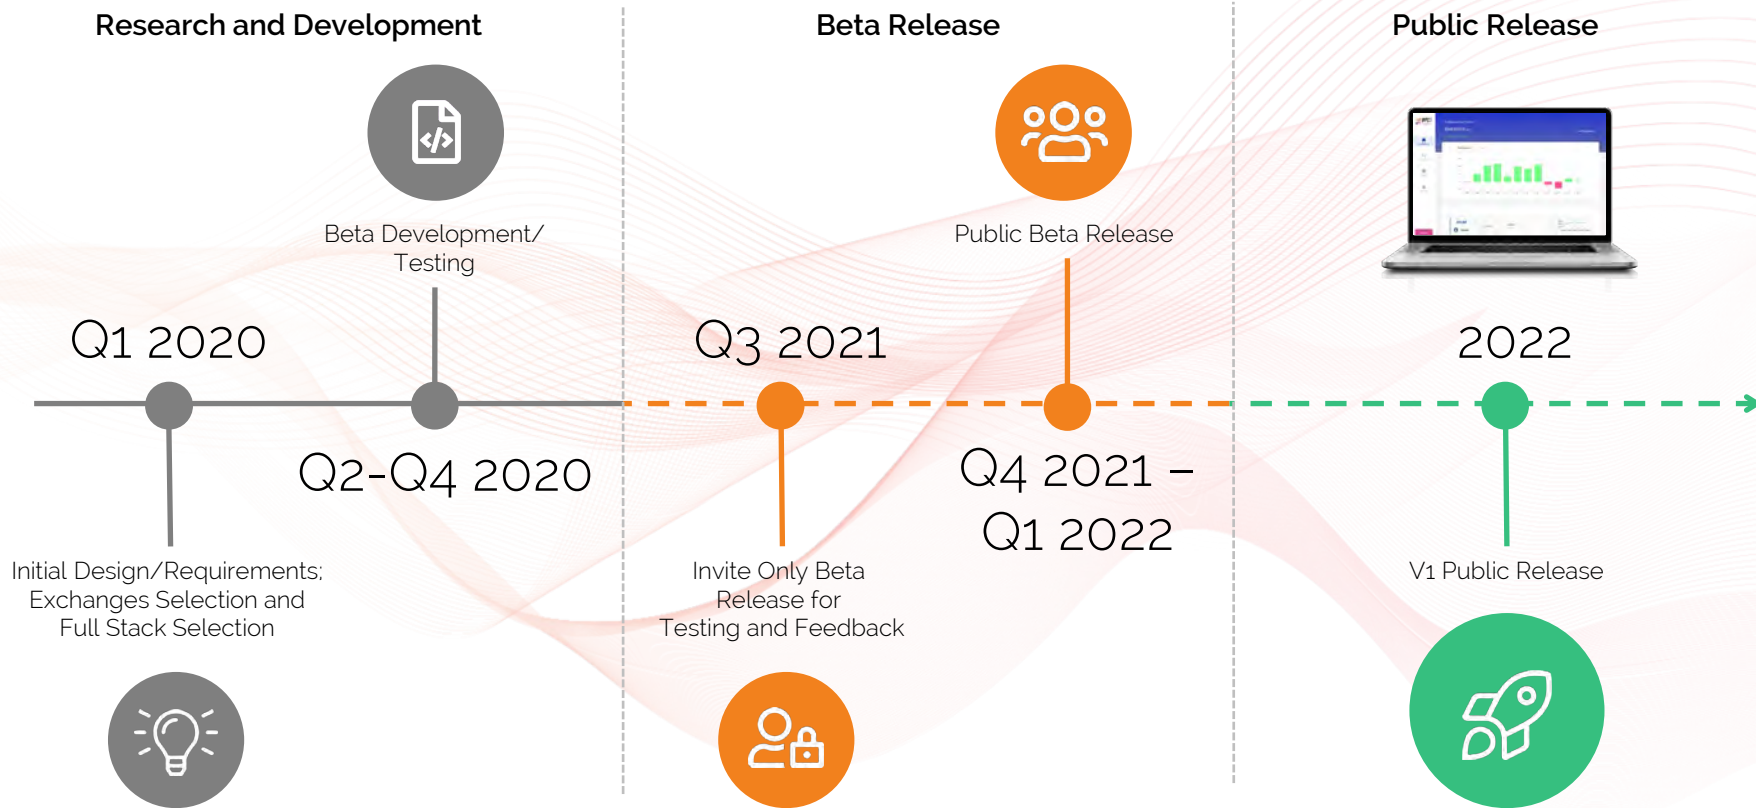 Research and Development
Beta Release
Public Release
Beta Development/
Testing
Public Beta Release
Q1 2020
Q3 2021
2022
Q2-Q4 2020
Q4 2021 –
Q1 2022
Initial Design/Requirements;
Exchanges Selection and
Full Stack Selection
Invite Only Beta
Release for
Testing and Feedback
V1 Public Release